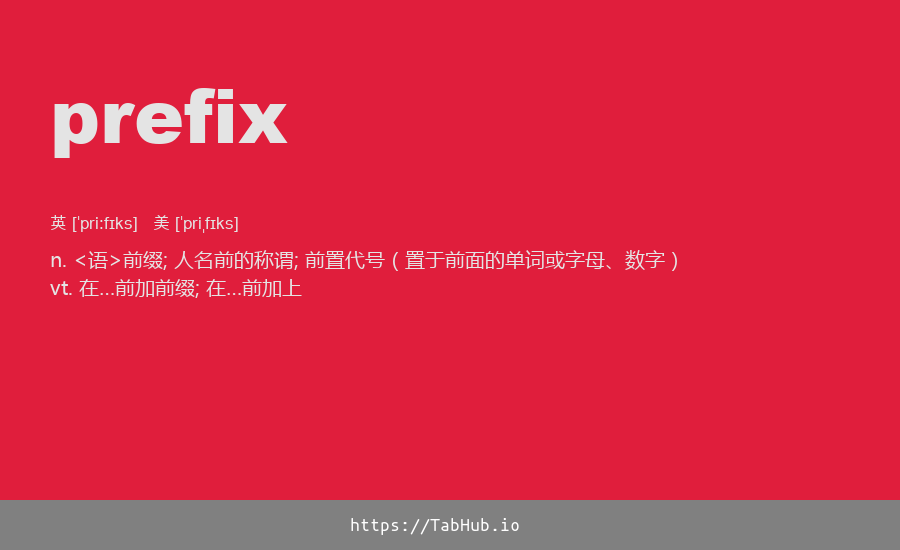 prefix
英 [ˈpriːfɪks] 美 [ˈpriˌfɪks]
n. <语>前缀; 人名前的称谓; 前置代号 ( 置于前面的单词或字母、数字 )
vt. 在…前加前缀; 在…前加上
https://TabHub.io